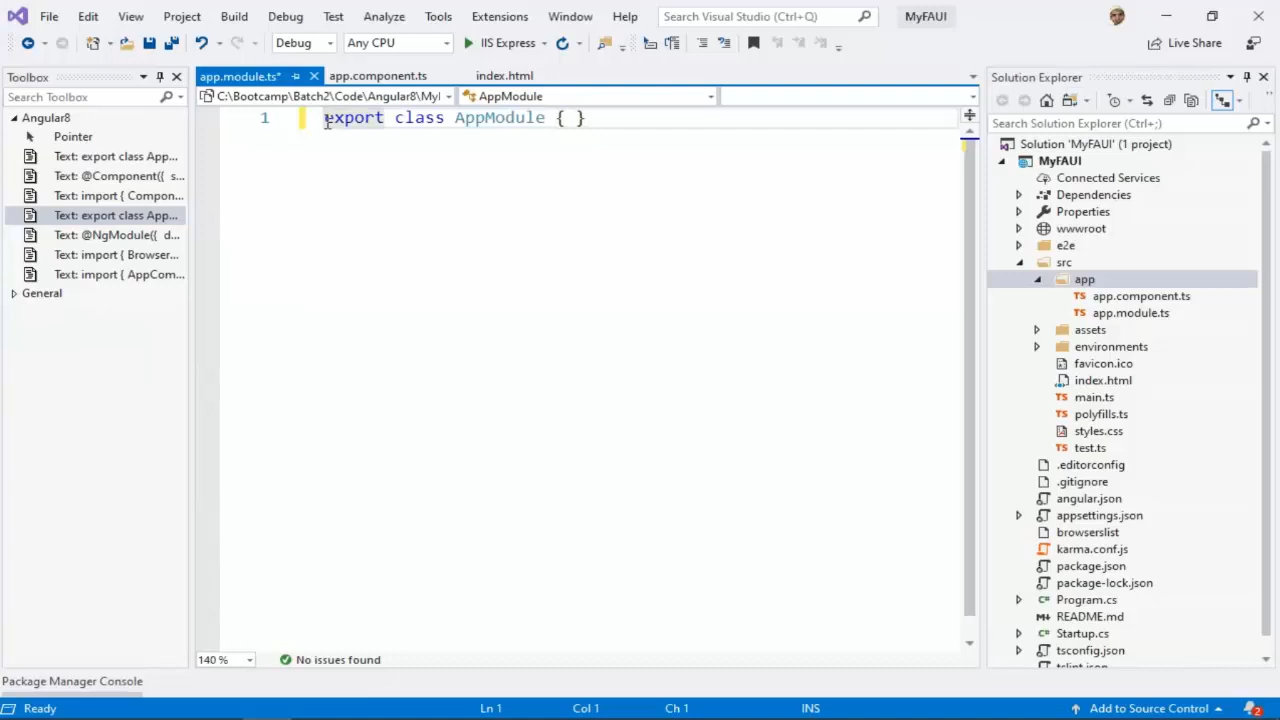 File Edit View Project Build Debug Test Analyze Tools Extensions Window Help Search Visual Studio (Ctrl+Q) MyFAUI
Debug Any CPU IIS Express Live Share
Toolbox
Search Toolbox
Angular8
Pointer
Text: export class App...
Text: @Component({ s...
Text: import { Compon...
Text: export class App...
Text: @NgModule({ d...
Text: import { Browser...
Text: import { AppCom...
General
app.module.ts* app.component.ts index.html
C:\Bootcamp\Batch2\Code\Angular8\My AppModule
1 export class AppModule { }
140 % No issues found
Solution Explorer
Search Solution Explorer (Ctrl+;)
Solution 'MyFAUI' (1 project)
MyFAUI
Connected Services
Dependencies
Properties
wwwroot
e2e
src
app
app.component.ts
app.module.ts
assets
environments
favicon.ico
index.html
TS main.ts
TS polyfills.ts
styles.css
TS test.ts
.editorconfig
.gitignore
angular.json
appsettings.json
browserslist
karma.conf.js
package.json
package-lock.json
C# Program.cs
README.md
C# Startup.cs
tsconfig.json
tslint.json
Package Manager Console
Ready Ln 1 Col 1 Ch 1 INS Add to Source Control 2